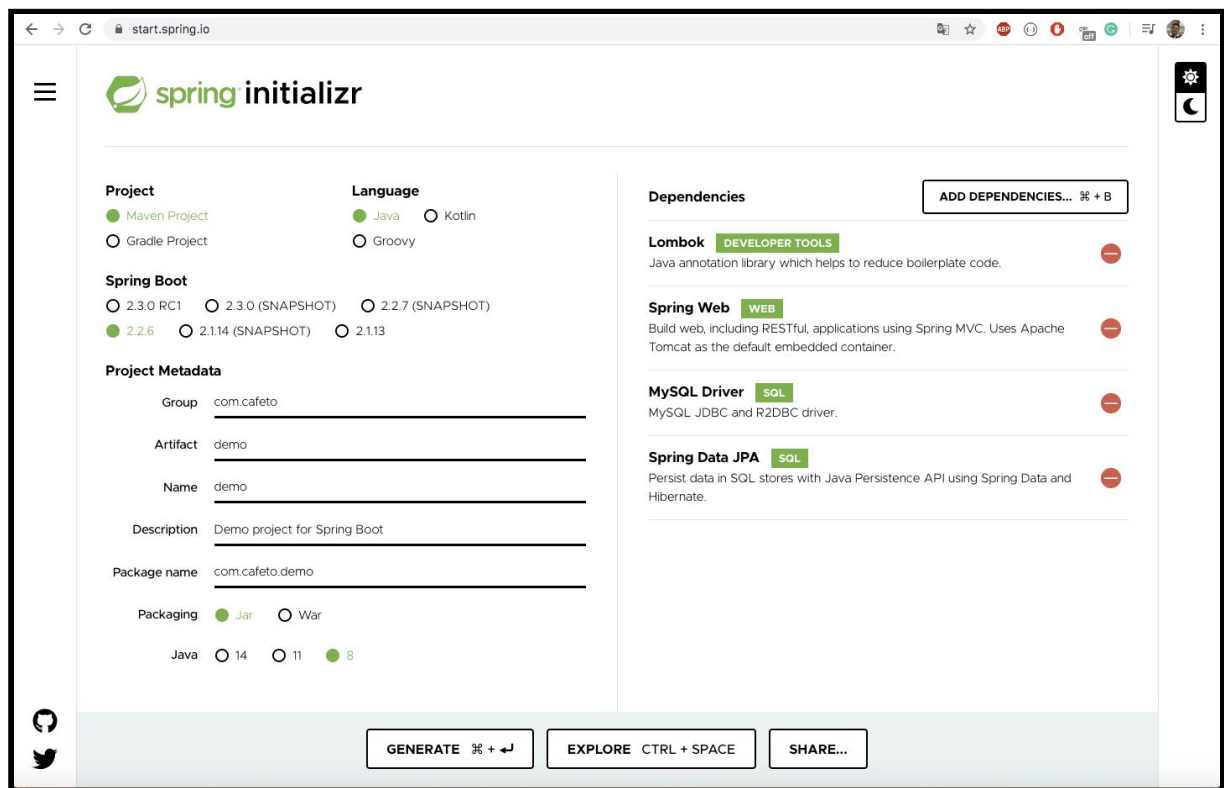 start.spring.io
spring initializr
Project
Maven Project
Gradle Project
Language
Java Kotlin
Groovy
Spring Boot
2.3.0 RC1 2.3.0 (SNAPSHOT) 2.2.7 (SNAPSHOT)
2.2.6 2.1.14 (SNAPSHOT) 2.1.13
Project Metadata
Group com.cafeto
Artifact demo
Name demo
Description Demo project for Spring Boot
Package name com.cafeto.demo
Packaging Jar War
Java 14 11 8
Dependencies
ADD DEPENDENCIES... ⌘ + B
Lombok DEVELOPER TOOLS
Java annotation library which helps to reduce boilerplate code.
Spring Web WEB
Build web, including RESTful, applications using Spring MVC. Uses Apache
Tomcat as the default embedded container.
MySQL Driver SQL
MySQL JDBC and R2DBC driver.
Spring Data JPA SQL
Persist data in SQL stores with Java Persistence API using Spring Data and
Hibernate.
GENERATE ⌘ + ↵ EXPLORE CTRL + SPACE SHARE...
ABP
off